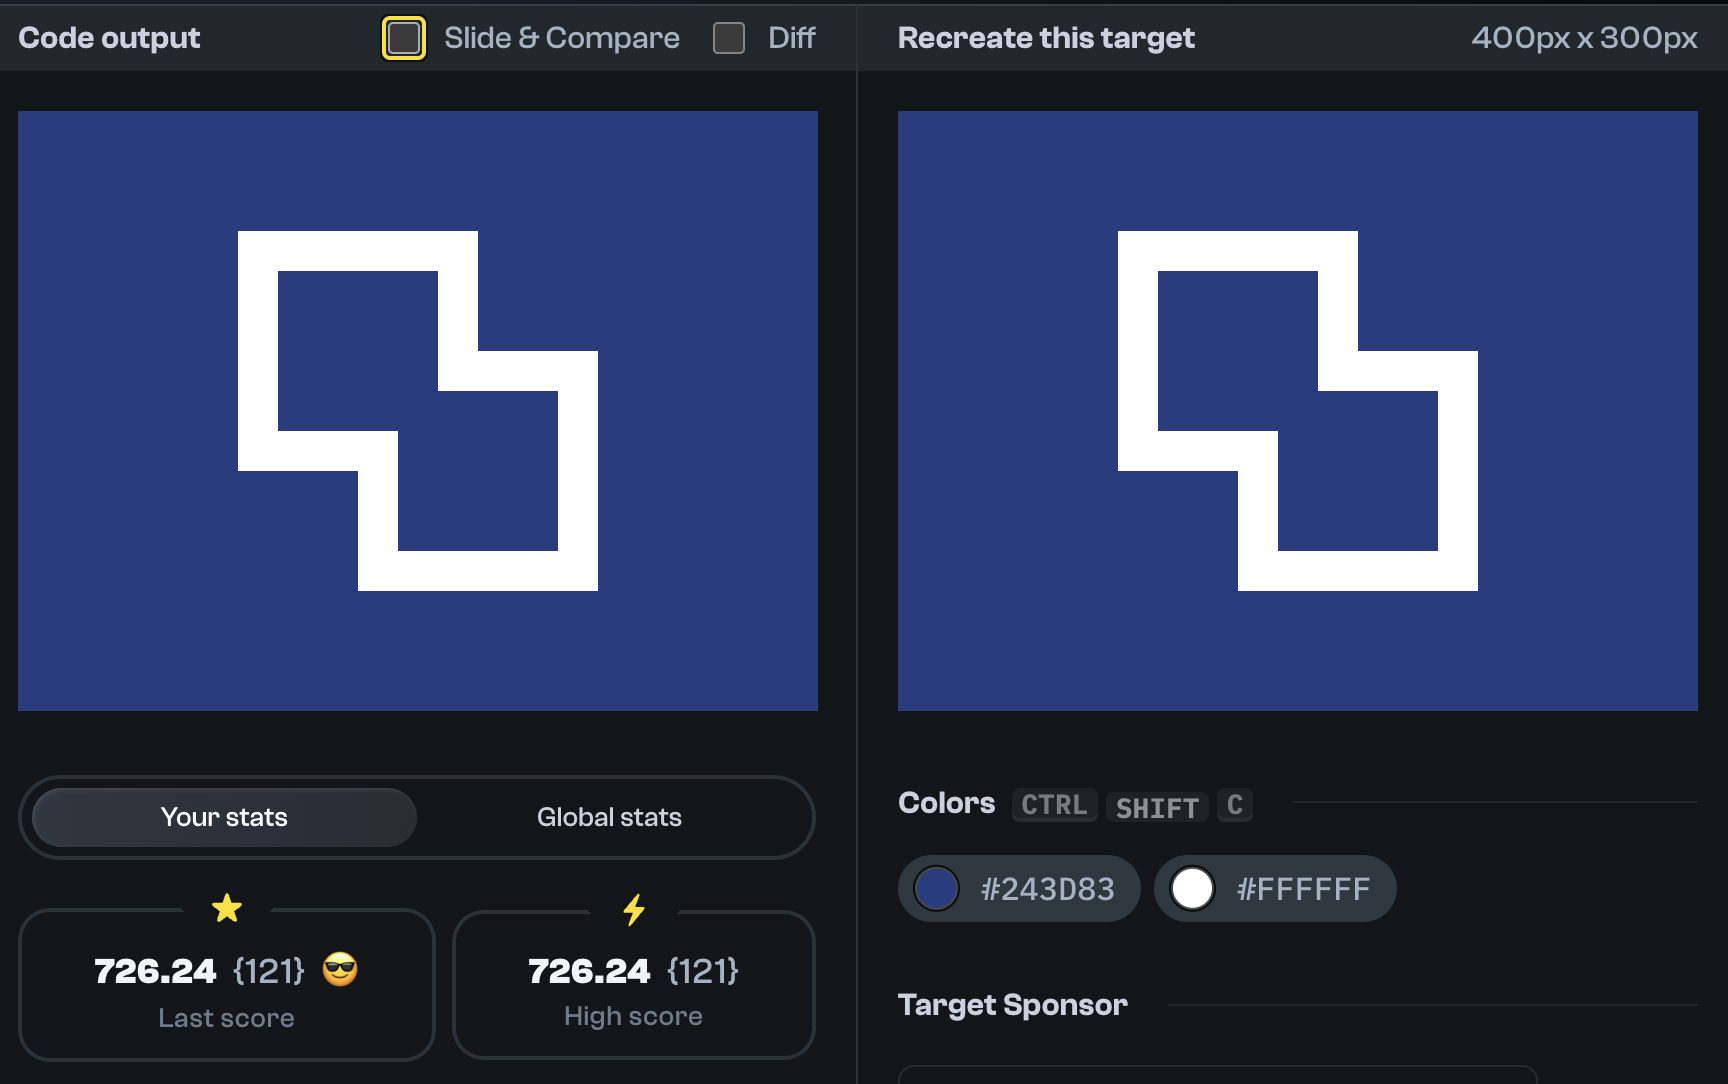 Code output
Slide & Compare
Diff
Recreate this target
400px x 300px
Your stats
Global stats
726.24 {121} 😎
Last score
726.24 {121}
High score
Colors CTRL SHIFT C
#243D83
#FFFFFF
Target Sponsor